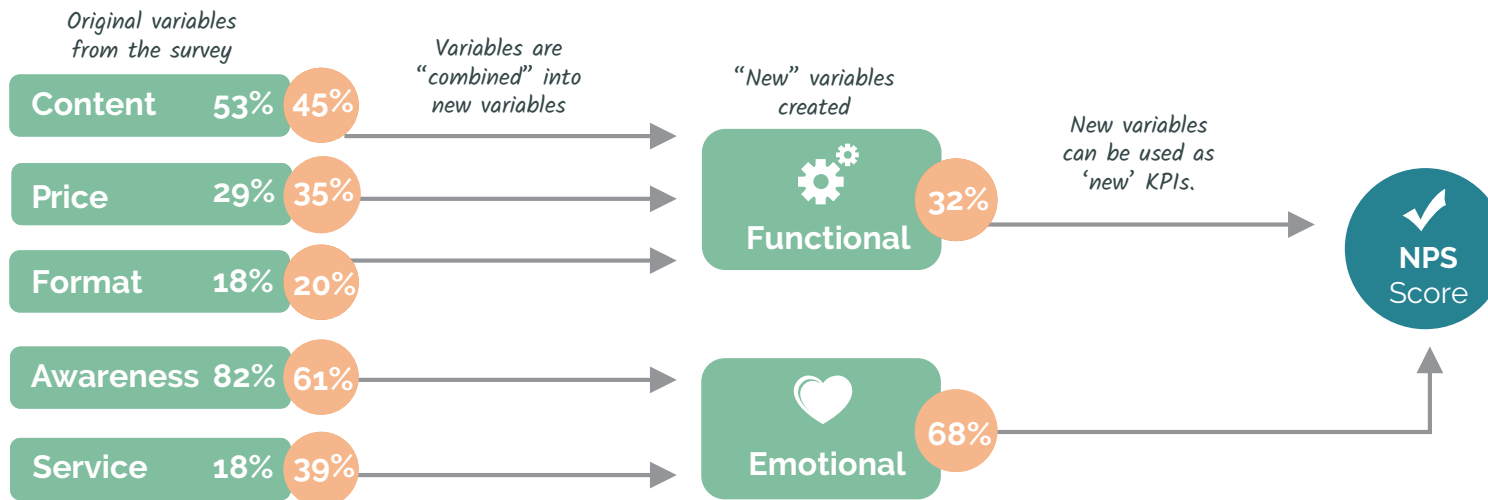 Original variables
from the survey
Variables are
“combined” into
new variables
“New” variables
created
New variables
can be used as
‘new’ KPIs.
Content 53% 45%
Price 29% 35%
Format 18% 20%
Awareness 82% 61%
Service 18% 39%
Functional
32%
Emotional
68%
NPS
Score